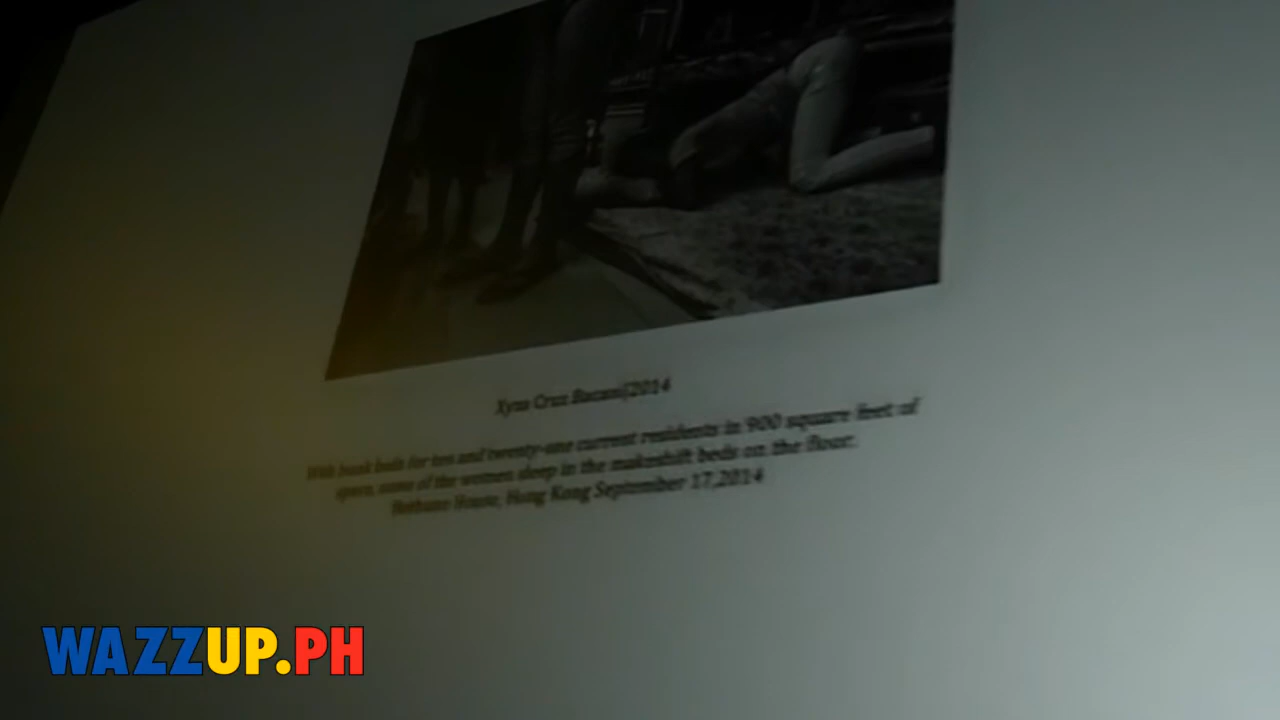 Xyza Cruz Bacani|2014
With bunk beds for ten and twenty-one current residents in 900 square feet of
space, some of the women sleep in the makeshift beds on the floor.
Bethune House, Hong Kong September 17,2014
WAZZUP.PH